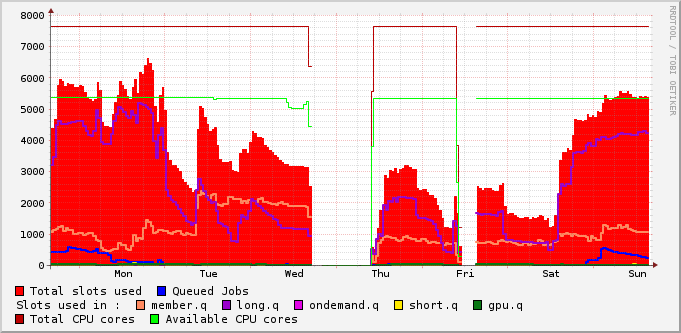 RRDTOOL / TOBI OETIKER
8000
7000
6000
5000
4000
3000
2000
1000
0
Mon Tue Wed Thu Fri Sat Sun
Total slots used Queued Jobs
Slots used in : member.q long.q ondemand.q short.q gpu.q
Total CPU cores Available CPU cores